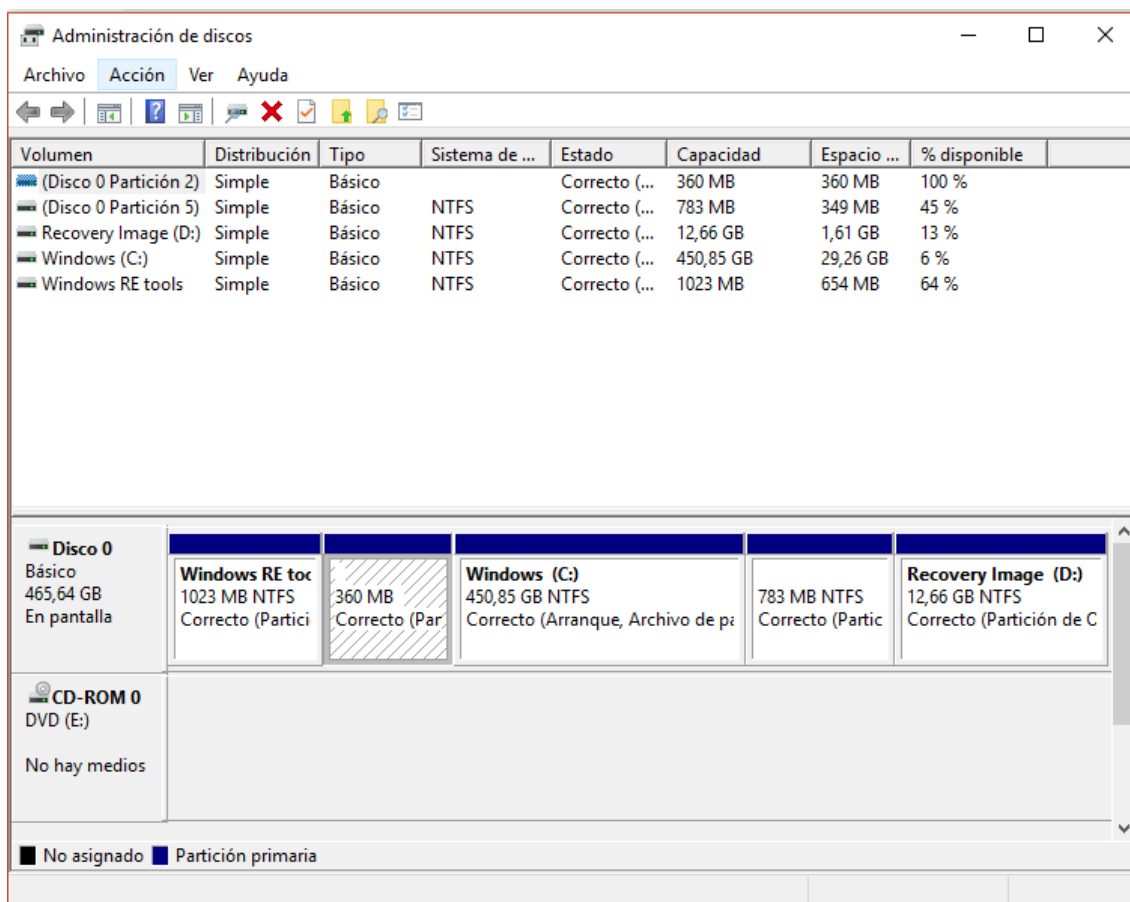 Administración de discos
Archivo Acción Ver Ayuda
Volumen Distribución Tipo Sistema de ... Estado Capacidad Espacio ... % disponible
(Disco 0 Partición 2) Simple Básico Correcto (... 360 MB 360 MB 100 %
(Disco 0 Partición 5) Simple Básico NTFS Correcto (... 783 MB 349 MB 45 %
Recovery Image (D:) Simple Básico NTFS Correcto (... 12,66 GB 1,61 GB 13 %
Windows (C:) Simple Básico NTFS Correcto (... 450,85 GB 29,26 GB 6 %
Windows RE tools Simple Básico NTFS Correcto (... 1023 MB 654 MB 64 %
Disco 0
Básico
465,64 GB
En pantalla
Windows RE toc
1023 MB NTFS
Correcto (Partici
360 MB
Correcto (Par
Windows (C:)
450,85 GB NTFS
Correcto (Arranque, Archivo de pa
783 MB NTFS
Correcto (Partic
Recovery Image (D:)
12,66 GB NTFS
Correcto (Partición de C
CD-ROM 0
DVD (E:)
No hay medios
No asignado Partición primaria